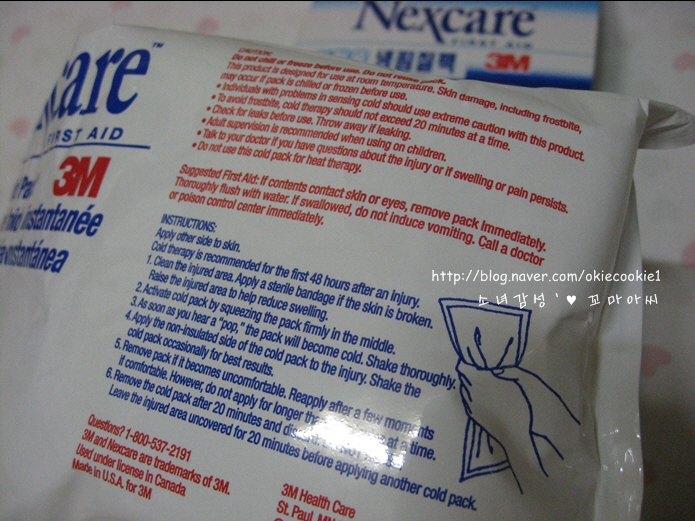 Nexcare
FIRST AID
3M
care™
FIRST AID
3M
Instantanée
CAUTION:
Do not chill or freeze before use. Do not
This product is designed for use at room temperature. Skin damage, including frostbite,
may occur if pack is chilled or frozen before use.
• Individuals with problems in sensing cold should use extreme caution with this product.
• To avoid frostbite, cold therapy should not exceed 20 minutes at a time.
• Check for leaks before use. Throw away if leaking.
• Adult supervision is recommended when using on children.
• Talk to your doctor if you have questions about the injury or if swelling or pain persists.
• Do not use this cold pack for heat therapy.
Suggested First Aid: If contents contact skin or eyes, remove pack immediately.
Thoroughly flush with water. If swallowed, do not induce vomiting. Call a doctor
or poison control center immediately.
INSTRUCTIONS:
Apply other side to skin.
Cold therapy is recommended for the first 48 hours after an injury.
1. Clean the injured area. Apply a sterile bandage if the skin is broken.
Raise the injured area to help reduce swelling.
2. Activate cold pack by squeezing the pack firmly in the middle.
3. As soon as you hear a "pop," the pack will become cold. Shake thoroughly.
4. Apply the non-insulated side of the cold pack to the injury. Shake the
cold pack occasionally for best results.
5. Remove pack if it becomes uncomfortable. Reapply after a few moments
if comfortable. However, do not apply for longer than at a time.
6. Remove the cold pack after 20 minutes and
Leave the injured area uncovered for 20 minutes before applying another cold pack.
Questions? 1-800-537-2191
3M and Nexcare are trademarks of 3M.
Used under license in Canada
Made in U.S.A. for 3M
3M Health Care
St. Paul, MN
http://blog.naver.com/okiecookie1
소녀감성 '♥ 꼬마아씨